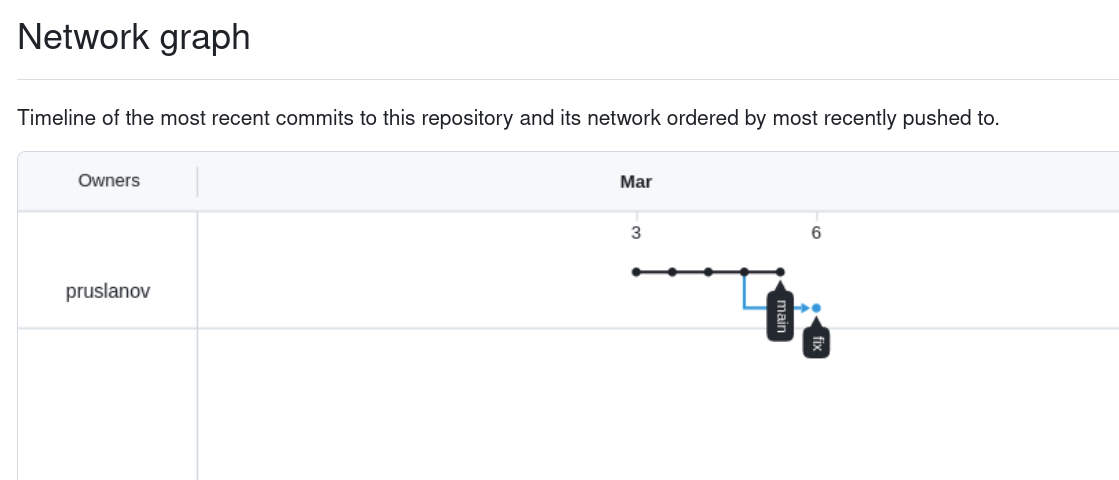 Network graph
Timeline of the most recent commits to this repository and its network ordered by most recently pushed to.
Owners
Mar
3
6
pruslanov
main
fix